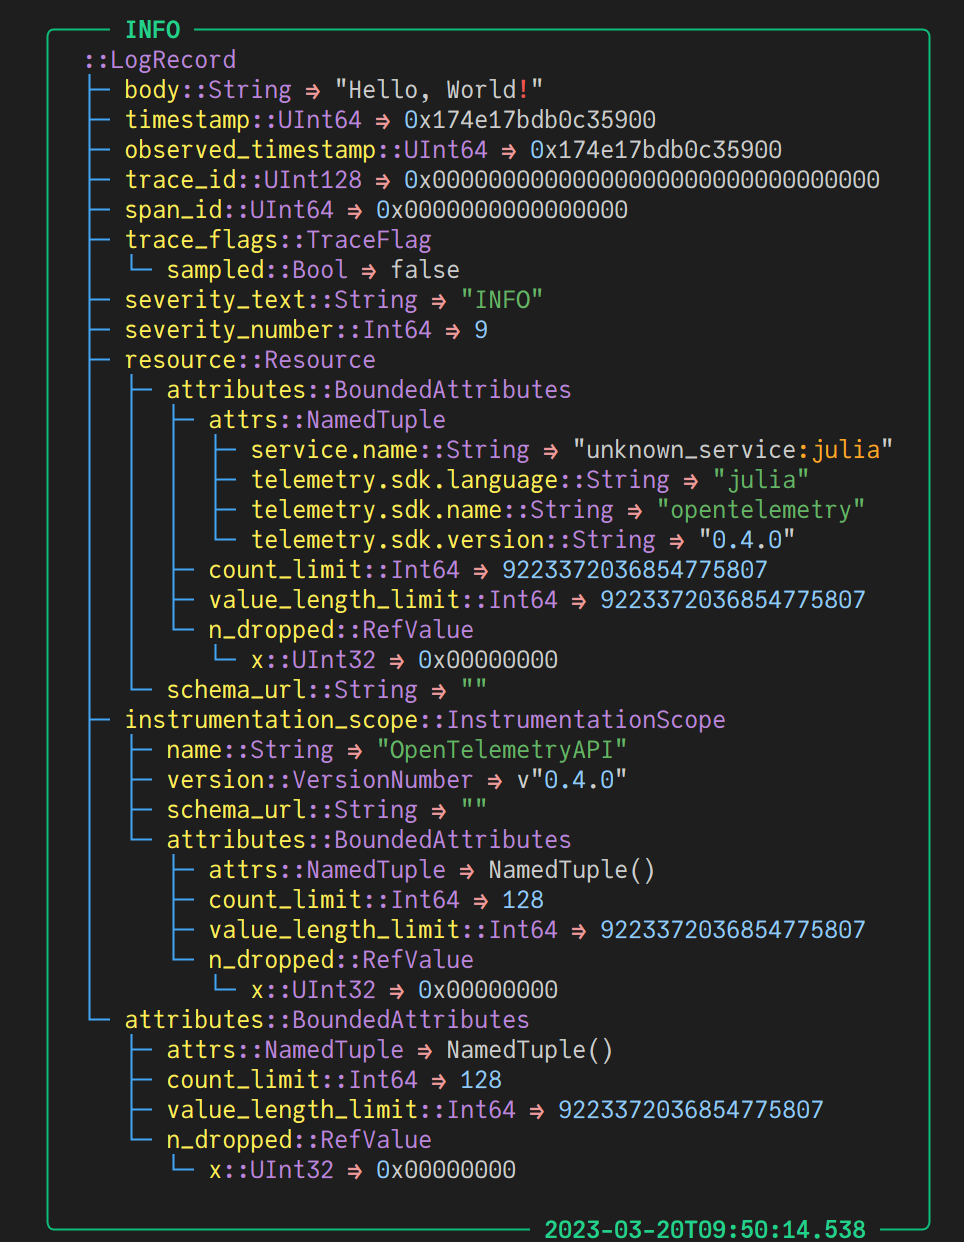 INFO
::LogRecord
body::String ⇒ "Hello, World!"
timestamp::UInt64 ⇒ 0x174e17bdb0c35900
observed_timestamp::UInt64 ⇒ 0x174e17bdb0c35900
trace_id::UInt128 ⇒ 0x00000000000000000000000000000000
span_id::UInt64 ⇒ 0x0000000000000000
trace_flags::TraceFlag
sampled::Bool ⇒ false
severity_text::String ⇒ "INFO"
severity_number::Int64 ⇒ 9
resource::Resource
attributes::BoundedAttributes
attrs::NamedTuple
service.name::String ⇒ "unknown_service:julia"
telemetry.sdk.language::String ⇒ "julia"
telemetry.sdk.name::String ⇒ "opentelemetry"
telemetry.sdk.version::String ⇒ "0.4.0"
count_limit::Int64 ⇒ 9223372036854775807
value_length_limit::Int64 ⇒ 9223372036854775807
n_dropped::RefValue
x::UInt32 ⇒ 0x00000000
schema_url::String ⇒ ""
instrumentation_scope::InstrumentationScope
name::String ⇒ "OpenTelemetryAPI"
version::VersionNumber ⇒ v"0.4.0"
schema_url::String ⇒ ""
attributes::BoundedAttributes
attrs::NamedTuple ⇒ NamedTuple()
count_limit::Int64 ⇒ 128
value_length_limit::Int64 ⇒ 9223372036854775807
n_dropped::RefValue
x::UInt32 ⇒ 0x00000000
attributes::BoundedAttributes
attrs::NamedTuple ⇒ NamedTuple()
count_limit::Int64 ⇒ 128
value_length_limit::Int64 ⇒ 9223372036854775807
n_dropped::RefValue
x::UInt32 ⇒ 0x00000000
2023-03-20T09:50:14.538